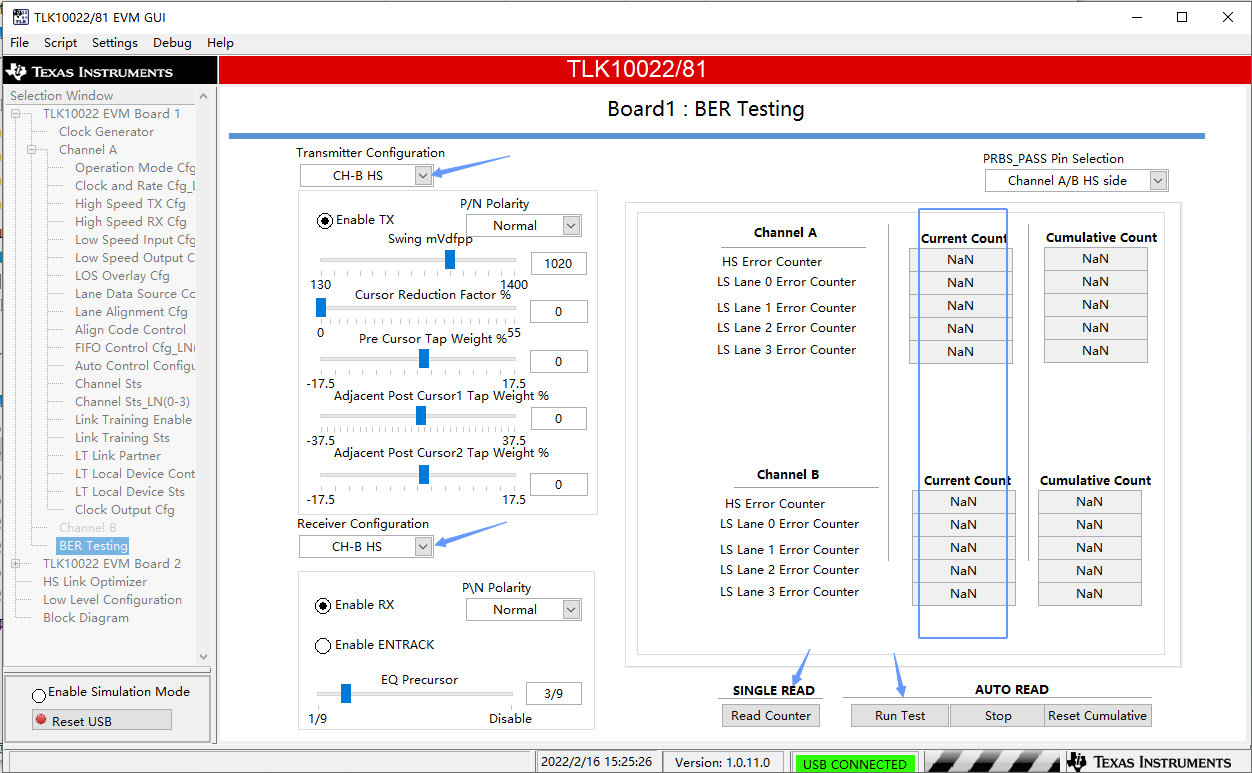 TLK10022/81 EVM GUI
File Script Settings Debug Help
TEXAS INSTRUMENTS
TLK10022/81
Selection Window
TLK10022 EVM Board 1
Clock Generator
Channel A
Operation Mode Cfg
Clock and Rate Cfg_L
High Speed TX Cfg
High Speed RX Cfg
Low Speed Input Cfg
Low Speed Output C
LOS Overlay Cfg
Lane Data Source Co
Lane Alignment Cfg
Align Code Control
FIFO Control Cfg_LN(
Auto Control Configu
Channel Sts
Channel Sts_LN(0-3)
Link Training Enable
Link Training Sts
LT Link Partner
LT Local Device Cont
LT Local Device Sts
Clock Output Cfg
Channel B
BER Testing
TLK10022 EVM Board 2
HS Link Optimizer
Low Level Configuration
Block Diagram
Enable Simulation Mode
Reset USB
Board1 : BER Testing
Transmitter Configuration
CH-B HS
P/N Polarity
Enable TX
Normal
Swing mVdfpp
1020
130 1400
Cursor Reduction Factor %
0
0 55
Pre Cursor Tap Weight %
0
-17.5 17.5
Adjacent Post Cursor1 Tap Weight %
0
-37.5 37.5
Adjacent Post Cursor2 Tap Weight %
0
-17.5 17.5
Receiver Configuration
CH-B HS
P\N Polarity
Enable RX
Normal
Enable ENTRACK
EQ Precursor
3/9
1/9 Disable
PRBS_PASS Pin Selection
Channel A/B HS side
Channel A Current Count Cumulative Count
HS Error Counter NaN NaN
LS Lane 0 Error Counter NaN NaN
LS Lane 1 Error Counter NaN NaN
LS Lane 2 Error Counter NaN NaN
LS Lane 3 Error Counter NaN NaN
Channel B Current Count Cumulative Count
HS Error Counter NaN NaN
LS Lane 0 Error Counter NaN NaN
LS Lane 1 Error Counter NaN NaN
LS Lane 2 Error Counter NaN NaN
LS Lane 3 Error Counter NaN NaN
SINGLE READ AUTO READ
Read Counter Run Test Stop Reset Cumulative
2022/2/16 15:25:26 Version: 1.0.11.0 USB CONNECTED TEXAS INSTRUMENTS